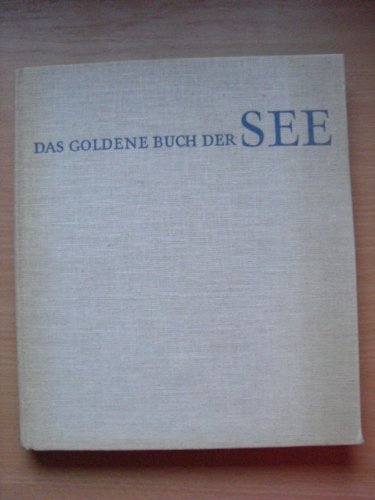 DAS GOLDENE BUCH DER SEE